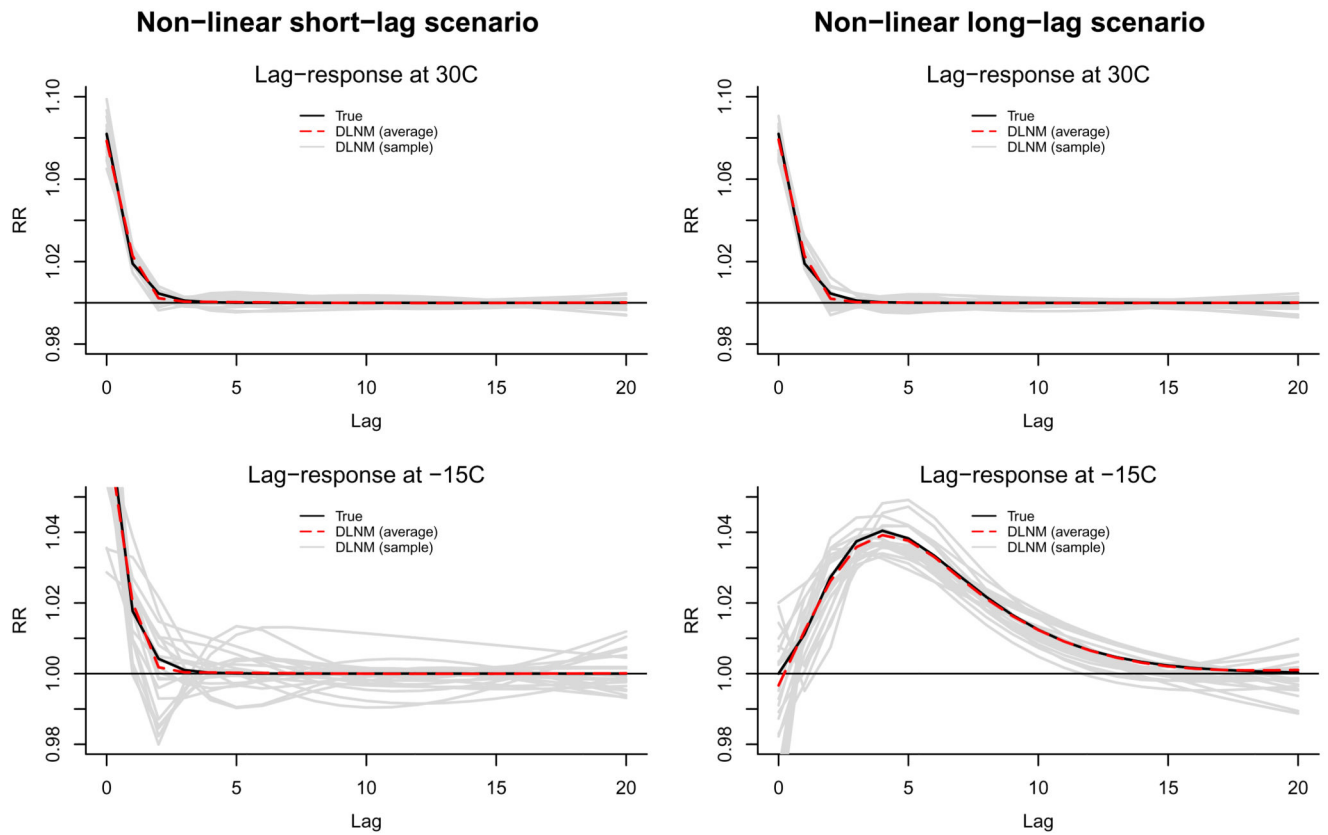 Non−linear short−lag scenario
Non−linear long−lag scenario
Lag−response at 30C
True
DLNM (average)
DLNM (sample)
RR
1.10
1.06
1.02
0.98
0 5 10 15 20
Lag
Lag−response at 30C
True
DLNM (average)
DLNM (sample)
RR
1.10
1.06
1.02
0.98
0 5 10 15 20
Lag
Lag−response at −15C
True
DLNM (average)
DLNM (sample)
RR
1.04
1.02
1.00
0.98
0 5 10 15 20
Lag
Lag−response at −15C
True
DLNM (average)
DLNM (sample)
RR
1.04
1.02
1.00
0.98
0 5 10 15 20
Lag